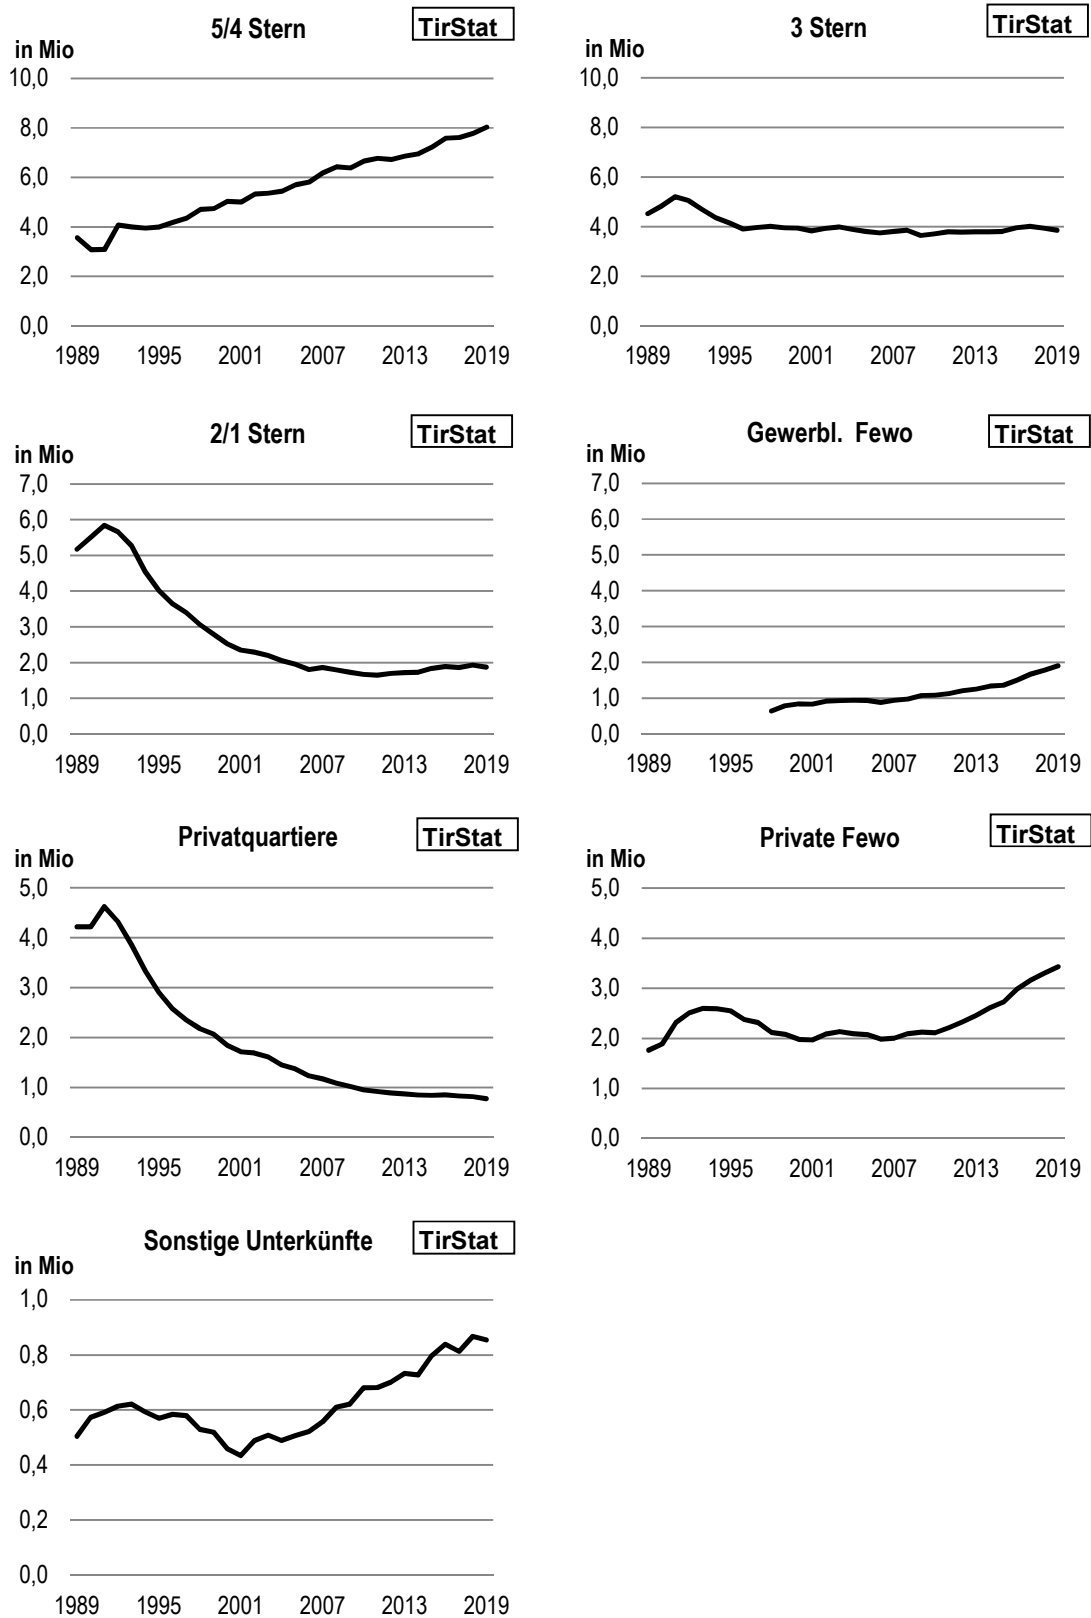 5/4 Stern
TirStat
in Mio
10,0
8,0
6,0
4,0
2,0
0,0
1989 1995 2001 2007 2013 2019
3 Stern
TirStat
in Mio
10,0
8,0
6,0
4,0
2,0
0,0
1989 1995 2001 2007 2013 2019
2/1 Stern
TirStat
in Mio
7,0
6,0
5,0
4,0
3,0
2,0
1,0
0,0
1989 1995 2001 2007 2013 2019
Gewerbl. Fewo
TirStat
in Mio
7,0
6,0
5,0
4,0
3,0
2,0
1,0
0,0
1989 1995 2001 2007 2013 2019
Privatquartiere
TirStat
in Mio
5,0
4,0
3,0
2,0
1,0
0,0
1989 1995 2001 2007 2013 2019
Private Fewo
TirStat
in Mio
5,0
4,0
3,0
2,0
1,0
0,0
1989 1995 2001 2007 2013 2019
Sonstige Unterkünfte
TirStat
in Mio
1,0
0,8
0,6
0,4
0,2
0,0
1989 1995 2001 2007 2013 2019